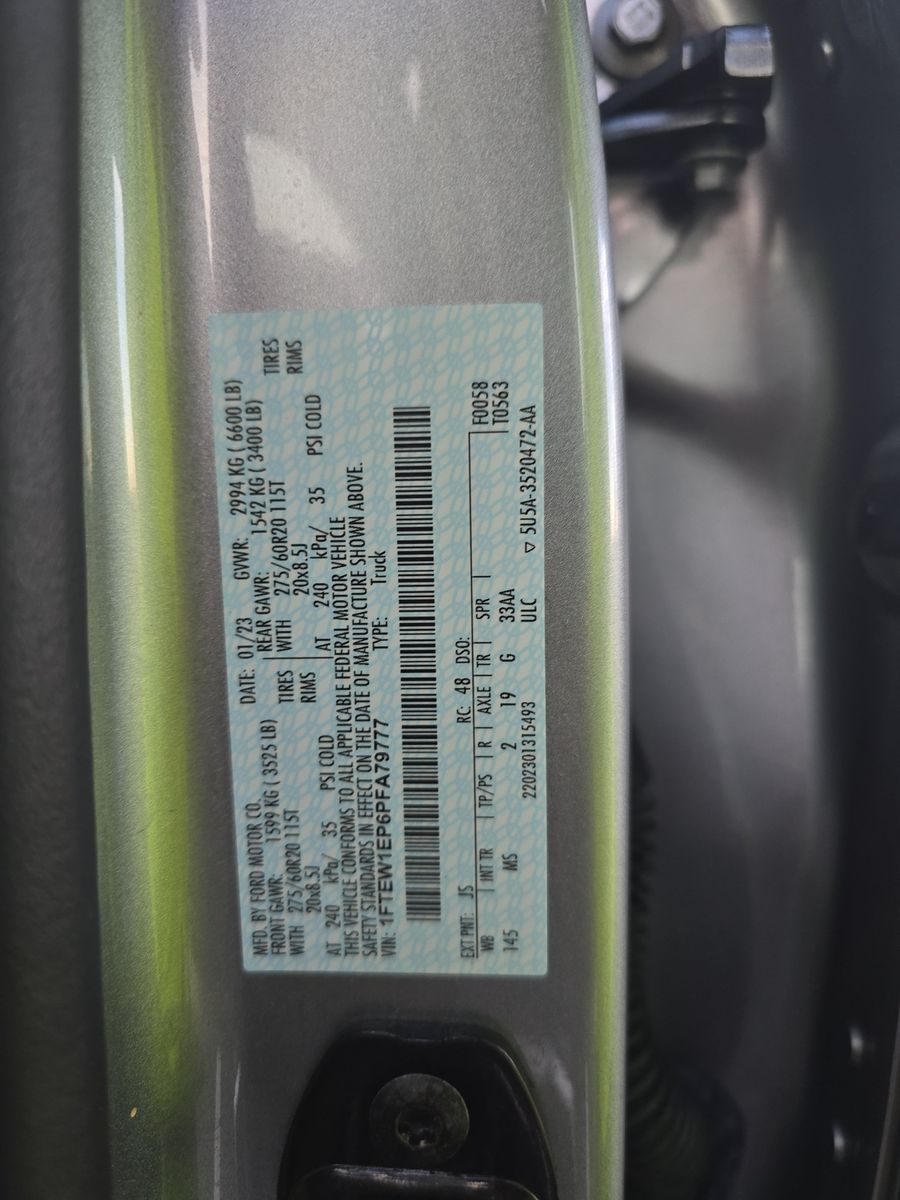 MFD. BY FORD MOTOR CO.
DATE: 01/23 GVWR: 2994 KG ( 6600 LB)
FRONT GAWR: 1599 KG ( 3525 LB) REAR GAWR: 1542 KG ( 3400 LB)
WITH 275/60R20 115T TIRES WITH 275/60R20 115T TIRES
20x8.5J RIMS 20x8.5J RIMS
AT 240 kPa/ 35 PSI COLD AT 240 kPa/ 35 PSI COLD
THIS VEHICLE CONFORMS TO ALL APPLICABLE FEDERAL MOTOR VEHICLE
SAFETY STANDARDS IN EFFECT ON THE DATE OF MANUFACTURE SHOWN ABOVE.
VIN: 1FTEW1EP6PFA79777 TYPE: Truck
EXT PNT: JS RC: 48 DSO: F0058
WB INT TR TP/PS R AXLE TR SPR T0563
145 MS 2 19 G 33AA
2202301315493 ULC ▽ 5U5A-3520472-AA